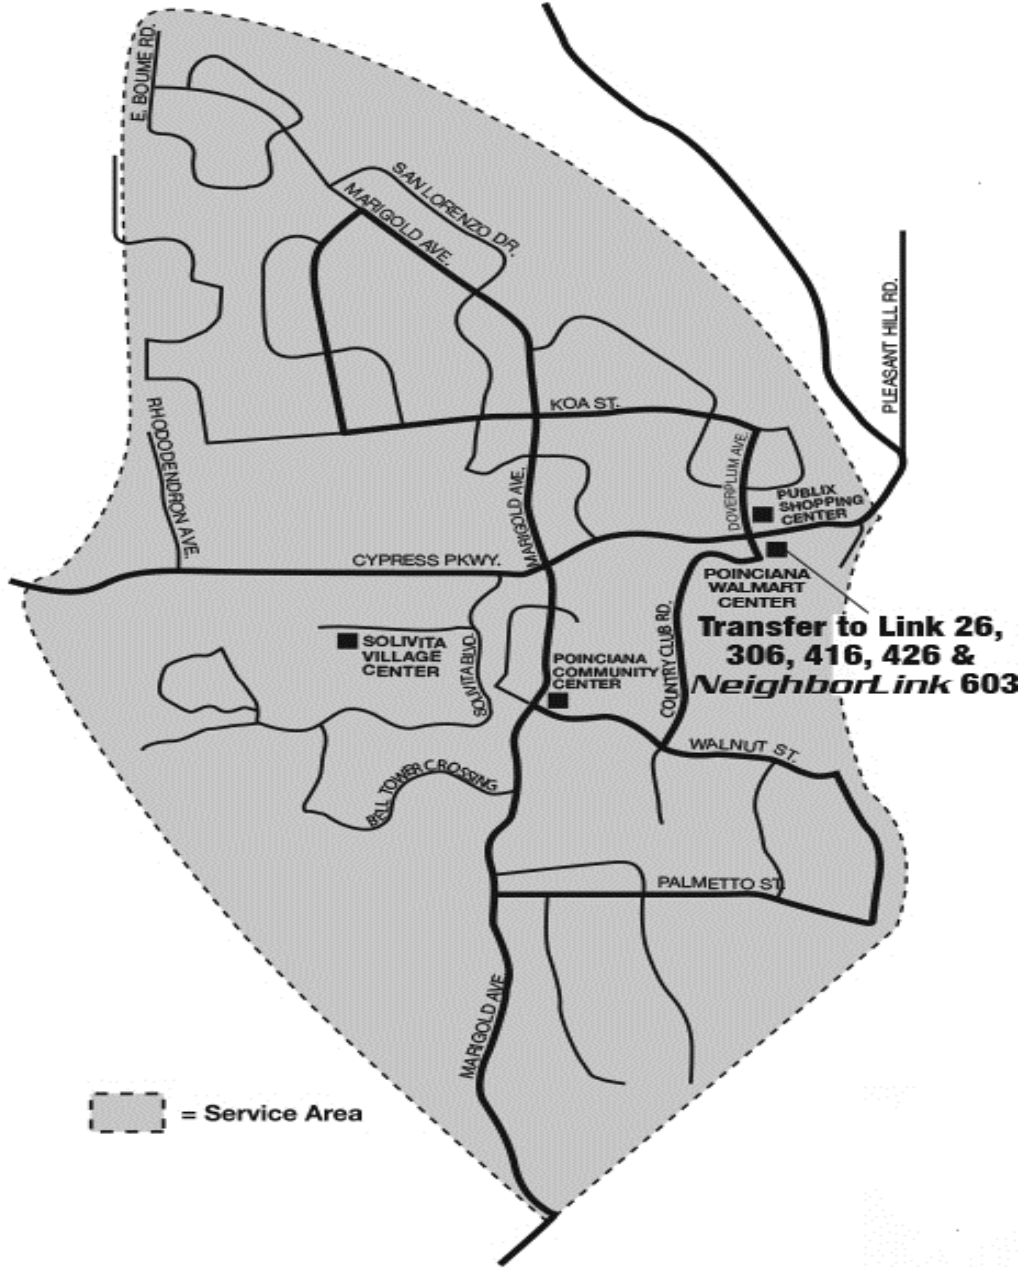 E. BOUME RD.
SAN LORENZO DR.
MARIGOLD AVE.
PLEASANT HILL RD.
KOA ST.
RHODODENDRON AVE.
MARIGOLD AVE.
DOVERPLUM AVE.
PUBLIX
SHOPPING
CENTER
CYPRESS PKWY.
POINCIANA
WALMART
CENTER
Transfer to Link 26,
306, 416, 426 &
NeighborLink 603
SOLIVITA
VILLAGE
CENTER
SOLIVITA BLVD.
POINCIANA
COMMUNITY
CENTER
COUNTRY CLUB RD.
WALNUT ST.
BELL TOWER CROSSING
PALMETTO ST.
MARIGOLD AVE.
= Service Area